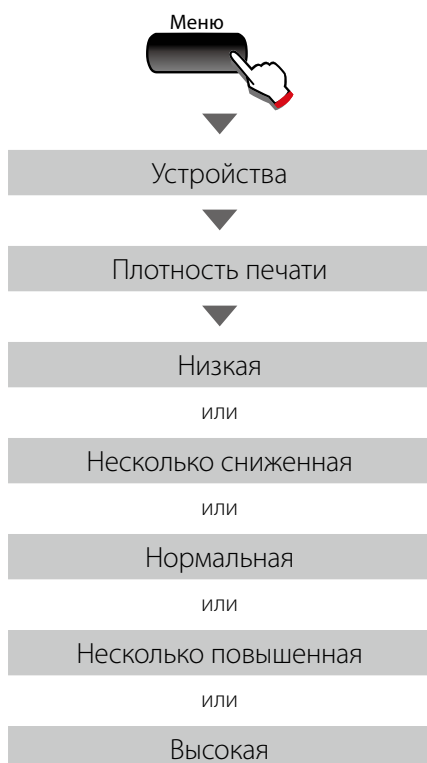 Меню
Устройства
Плотность печати
Низкая
или
Несколько сниженная
или
Нормальная
или
Несколько повышенная
или
Высокая